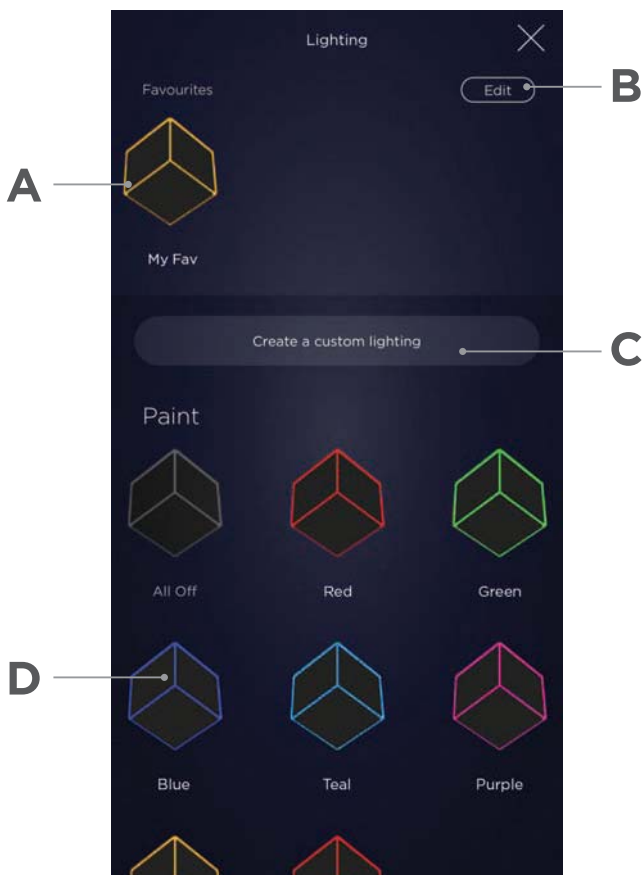 Lighting
Favourites Edit B
A
My Fav
Create a custom lighting
C
Paint
All Off Red Green
D
Blue Teal Purple